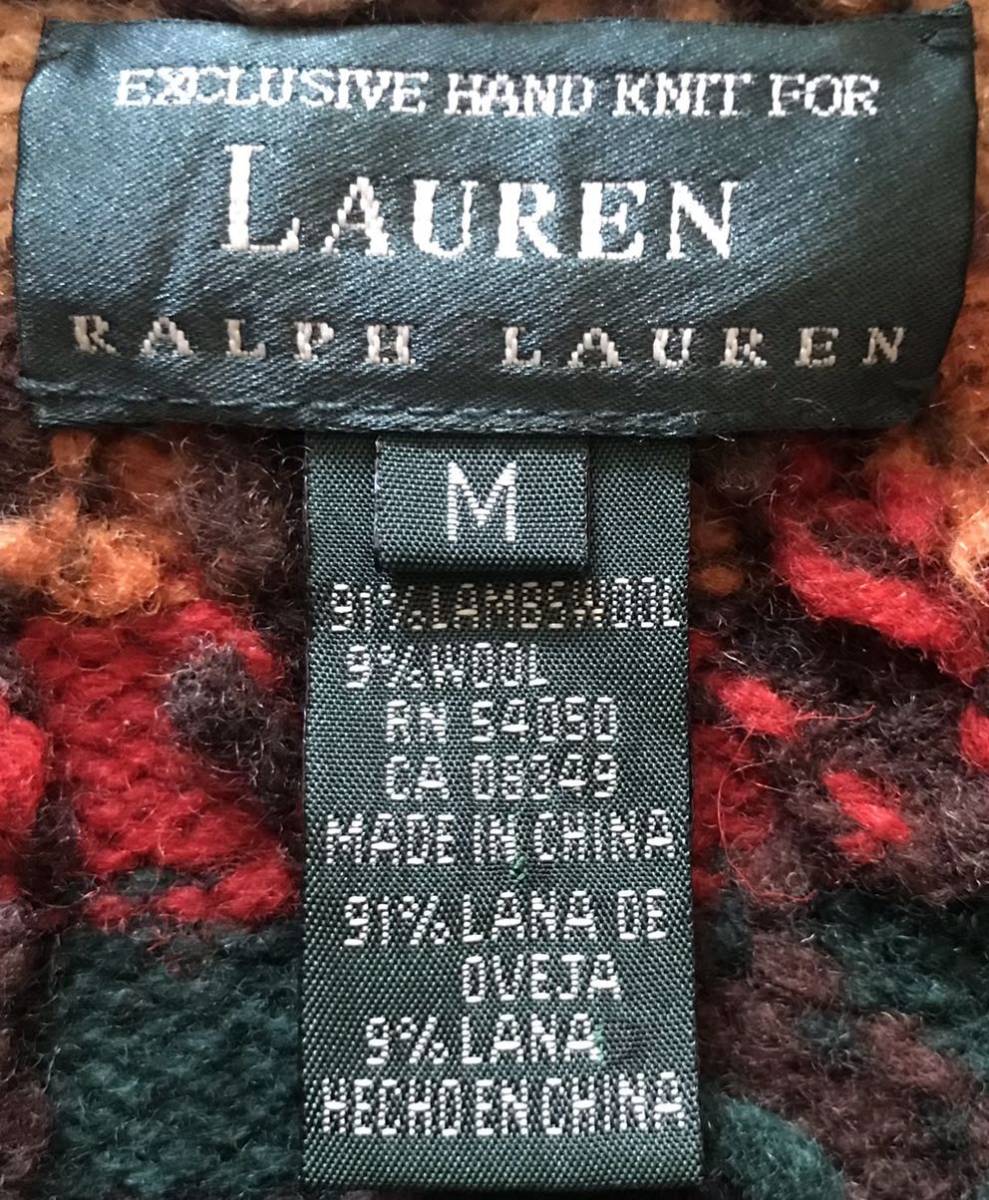 EXCLUSIVE HAND KNIT FOR
LAUREN
RALPH LAUREN
M
91% LAMBSWOOL
9% WOOL
RN 54050
CA 08349
MADE IN CHINA
91% LANA DE
OVEJA
9% LANA
HECHO EN CHINA